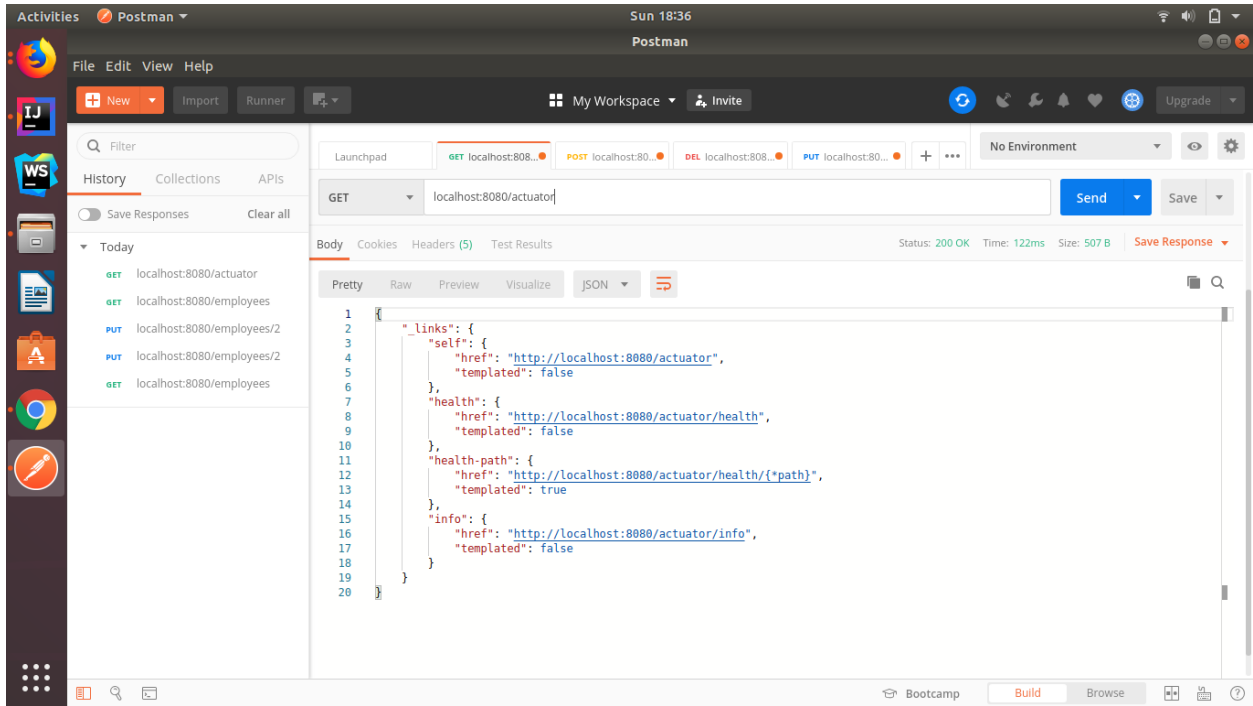 Activities Postman Sun 18:36
Postman
File Edit View Help
New Import Runner My Workspace Invite Upgrade
Filter
History Collections APIs
Save Responses Clear all
Today
GET localhost:8080/actuator
GET localhost:8080/employees
PUT localhost:8080/employees/2
PUT localhost:8080/employees/2
GET localhost:8080/employees
Launchpad GET localhost:808... POST localhost:80... DEL localhost:808... PUT localhost:80... + ••• No Environment
GET localhost:8080/actuator Send Save
Body Cookies Headers (5) Test Results Status: 200 OK Time: 122ms Size: 507 B Save Response
Pretty Raw Preview Visualize JSON
1 {
2 "_links": {
3 "self": {
4 "href": "http://localhost:8080/actuator",
5 "templated": false
6 },
7 "health": {
8 "href": "http://localhost:8080/actuator/health",
9 "templated": false
10 },
11 "health-path": {
12 "href": "http://localhost:8080/actuator/health/{*path}",
13 "templated": true
14 },
15 "info": {
16 "href": "http://localhost:8080/actuator/info",
17 "templated": false
18 }
19 }
20 }
IJ
WS
Bootcamp Build Browse